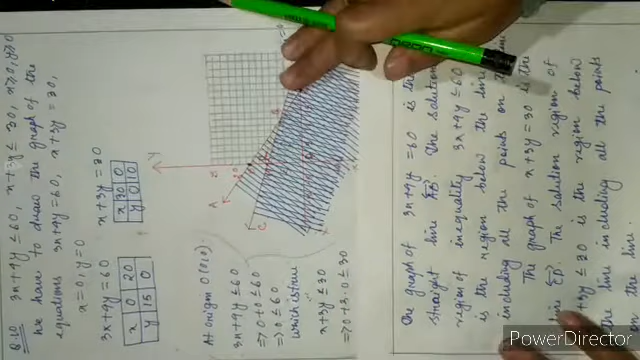 Q.10 3x+4y ≤ 60, x+3y ≤ 30, x≥0, y≥0
We have to draw the graph of the
equations 3x+4y=60, x+3y=30,
x=0, y=0
3x+4y=60
x 0 20
y 15 0
x+3y=30
x 30 0
y 0 10
At origin O(0,0).
3x+4y ≤ 60
⇒ 0+0 ≤ 60
⇒ 0 ≤ 60
which is true
x+3y ≤ 30
⇒ 0+3.0 ≤ 30
Y
A
C
The graph of 3x+4y=60 is the
straight line AB. The solution
region of inequality 3x+4y ≤ 60
is the region below the line
including all the points on
The graph of x+3y=30 is the
line CD. The solution region of
+3y ≤ 30 is the region below
the line including all the points
on the line.
PowerDirector